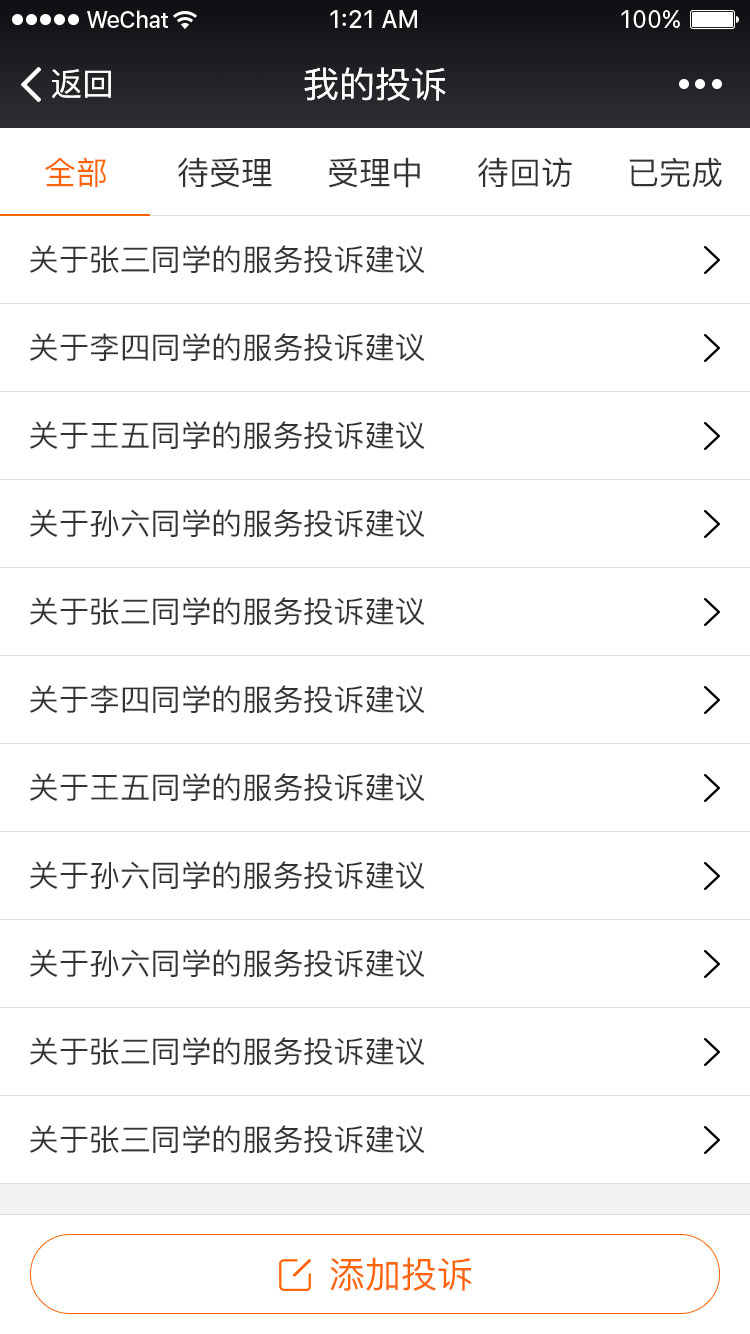 WeChat 1:21 AM 100%
返回 我的投诉
全部 待受理 受理中 待回访 已完成
关于张三同学的服务投诉建议
关于李四同学的服务投诉建议
关于王五同学的服务投诉建议
关于孙六同学的服务投诉建议
关于张三同学的服务投诉建议
关于李四同学的服务投诉建议
关于王五同学的服务投诉建议
关于孙六同学的服务投诉建议
关于孙六同学的服务投诉建议
关于张三同学的服务投诉建议
关于张三同学的服务投诉建议
添加投诉